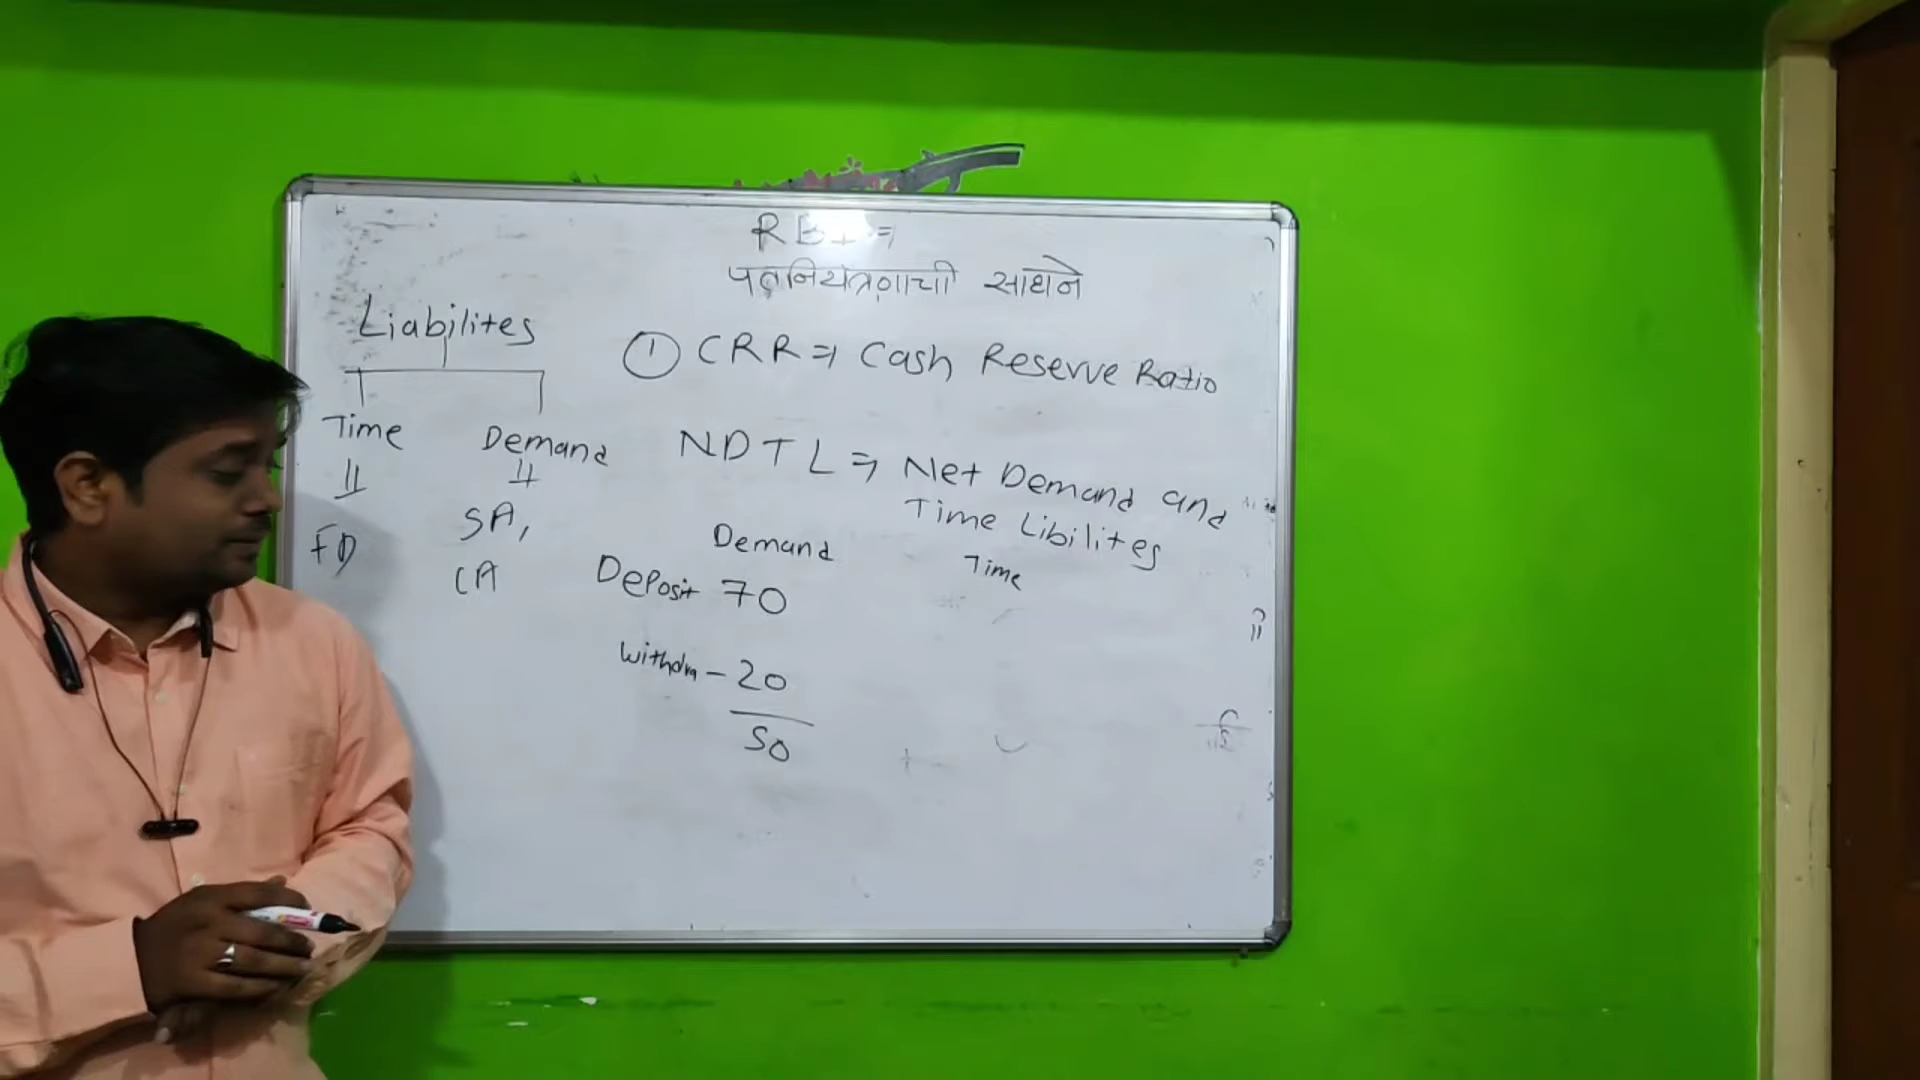 RBI ⇒
पतनियंत्रणाची साधने
Liabilites
Time Demand
FD SA,
CA
① CRR ⇒ Cash Reserve Ratio
NDTL ⇒ Net Demand and
Time Libilites
Demand Time
Deposit 70
Withdra - 20
50